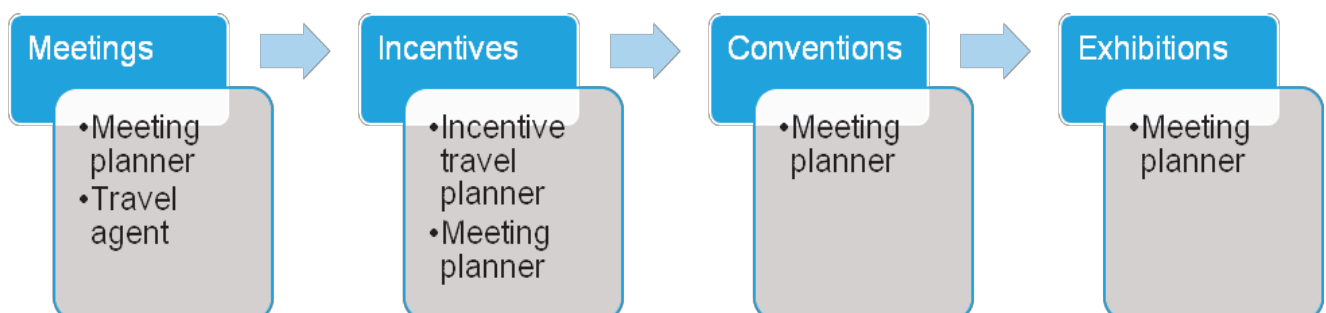 Meetings
•Meeting
planner
•Travel
agent
Incentives
•Incentive
travel
planner
•Meeting
planner
Conventions
•Meeting
planner
Exhibitions
•Meeting
planner